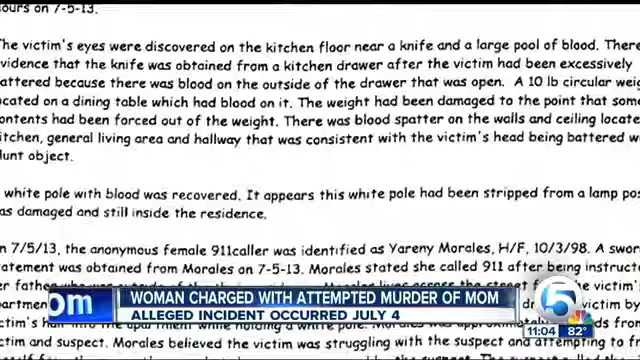 ours on 7-5-13.
The victim's eyes were discovered on the kitchen floor near a knife and a large pool of blood. There
vidence that the knife was obtained from a kitchen drawer after the victim had been excessively
attered because there was blood on the outside of the drawer that was open. A 10 lb circular weig
ocated on a dining table which had blood on it. The weight had been damaged to the point that some
ontents had been forced out of the weight. There was blood spatter on the walls and ceiling locate
itchen, general living area and hallway that was consistent with the victim's head being battered w
lunt object.
white pole with blood was recovered. It appears this white pole had been stripped from a lamp pos
as damaged and still inside the residence.
n 7/5/13, the anonymous female 911caller was identified as Yareny Morales, H/F, 10/3/98. A swor
atement was obtained from Morales on 7-5-13. Morales stated she called 911 after being instructe
er
victim's
partmen
victim by
om
WOMAN CHARGED WITH ATTEMPTED MURDER OF MOM
ALLEGED INCIDENT OCCURRED JULY 4
5
11:04 82°
ictim and suspect. Morales believed the victim was struggling with the suspect and attempting to